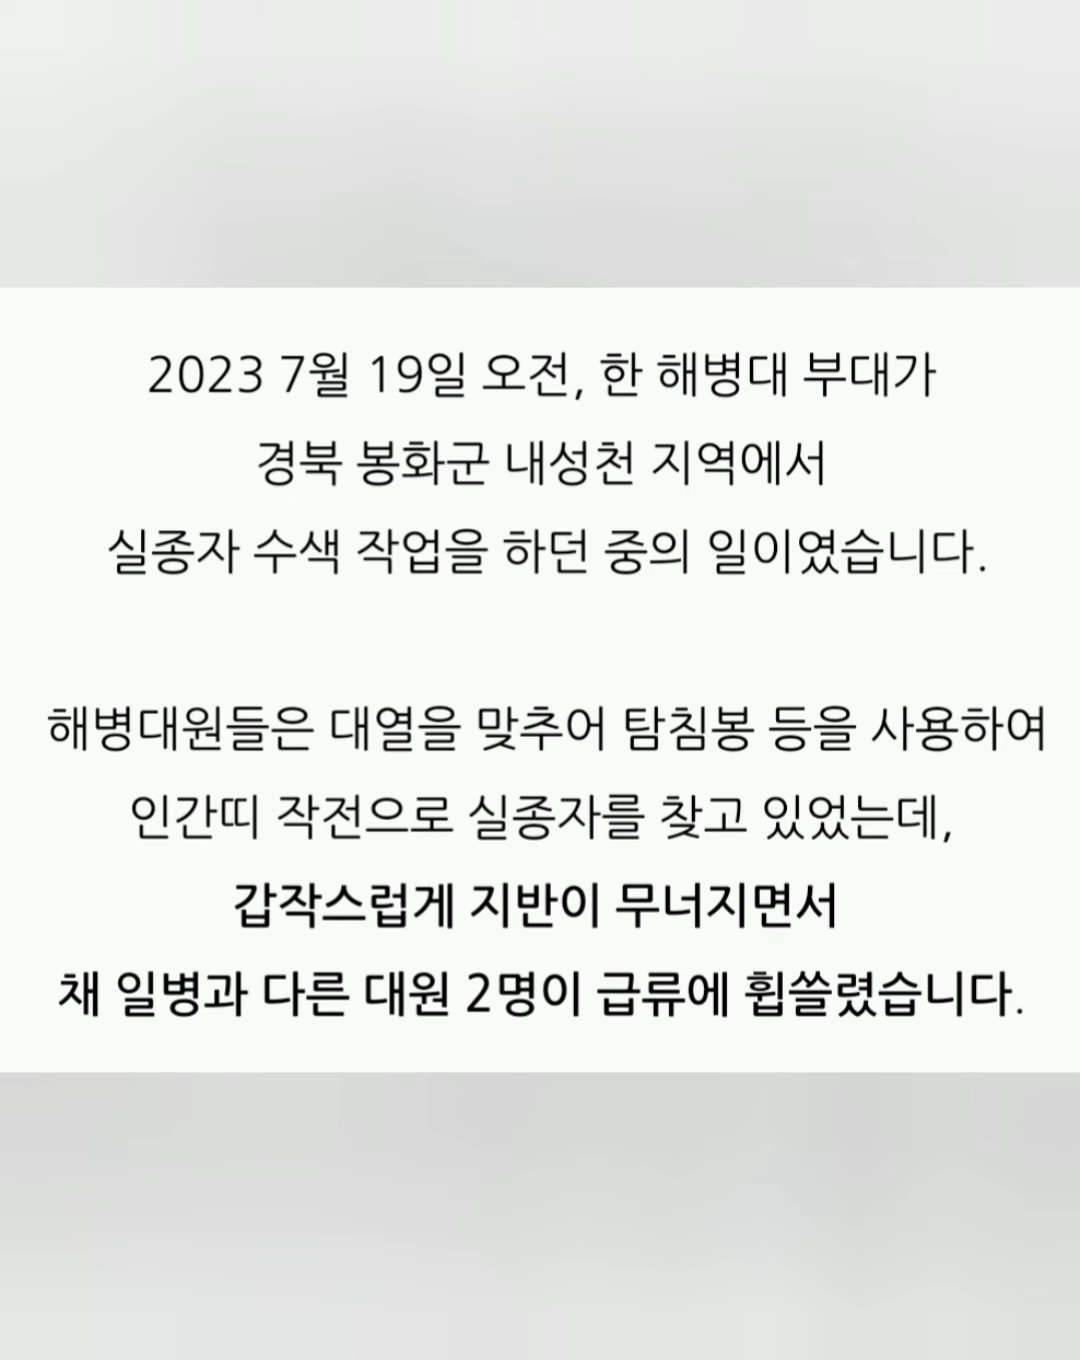 2023 7월 19일 오전, 한 해병대 부대가
경북 봉화군 내성천 지역에서
실종자 수색 작업을 하던 중의 일이였습니다.
해병대원들은 대열을 맞추어 탐침봉 등을 사용하여
인간띠 작전으로 실종자를 찾고 있었는데,
갑작스럽게 지반이 무너지면서
채 일병과 다른 대원 2명이 급류에 휩쓸렸습니다.